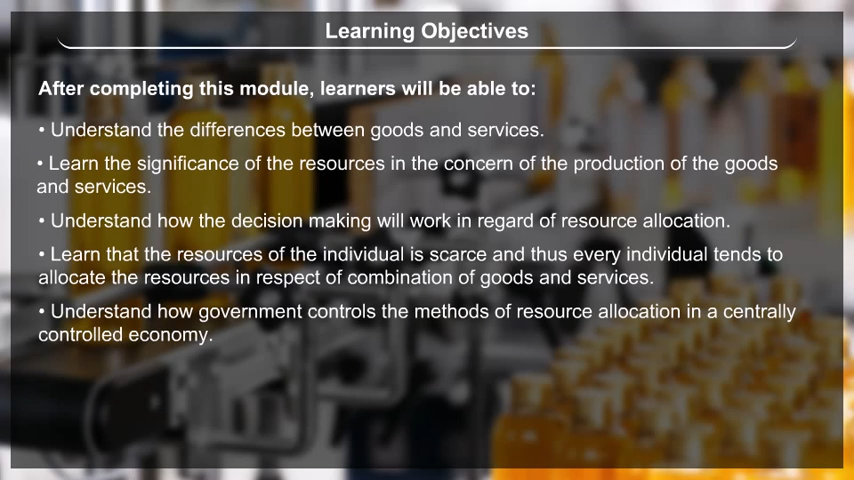 Learning Objectives
After completing this module, learners will be able to:
• Understand the differences between goods and services.
• Learn the significance of the resources in the concern of the production of the goods
and services.
• Understand how the decision making will work in regard of resource allocation.
• Learn that the resources of the individual is scarce and thus every individual tends to
allocate the resources in respect of combination of goods and services.
• Understand how government controls the methods of resource allocation in a centrally
controlled economy.